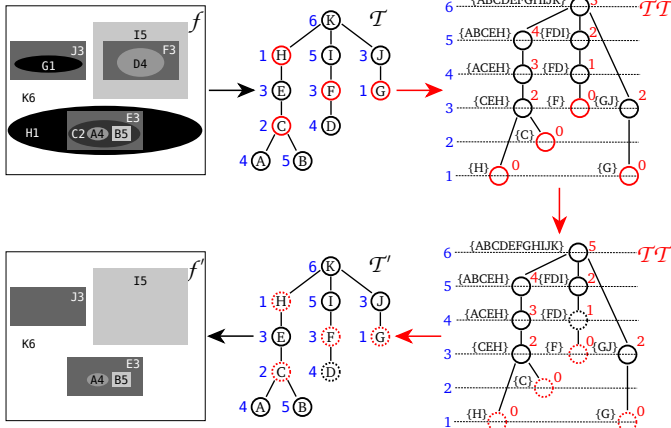 f
I5
J3
F3
G1
D4
K6
E3
H1
C2
A4
B5
𝒯
6 K
1 H
5 I
3 J
3 E
3 F
1 G
2 C
4 D
4 A
5 B
𝒯𝒯
6 {ABCDEFGHIJK} 5
5 {ABCEH} 4 {FDI} 2
4 {ACEH} 3 {FD} 1
3 {CEH} 2 {F} 0 {GJ} 2
2 {C} 0
1 {H} 0 {G} 0
f'
I5
J3
K6
E3
A4
B5
𝒯'
6 K
1 H
5 I
3 J
3 E
3 F
1 G
2 C
4 D
4 A
5 B
𝒯𝒯
6 {ABCDEFGHIJK} 5
5 {ABCEH} 4 {FDI} 2
4 {ACEH} 3 {FD} 1
3 {CEH} 2 {F} 0 {GJ} 2
2 {C} 0
1 {H} 0 {G} 0